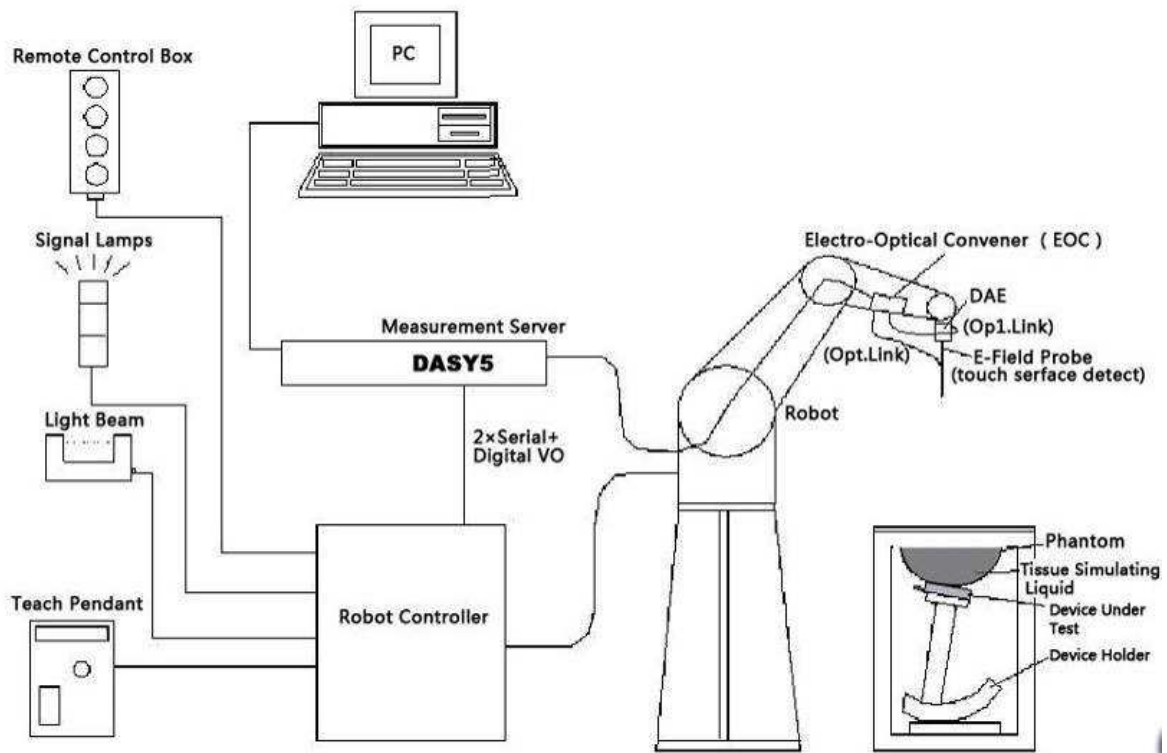 Remote Control Box
PC
Signal Lamps
Electro-Optical Convener ( EOC )
DAE
(Op1.Link)
Measurement Server
DASY5
(Opt.Link)
E-Field Probe
(touch serface detect)
Light Beam
Robot
2×Serial+
Digital VO
Phantom
Tissue Simulating
Liquid
Teach Pendant
Robot Controller
Device Under
Test
Device Holder